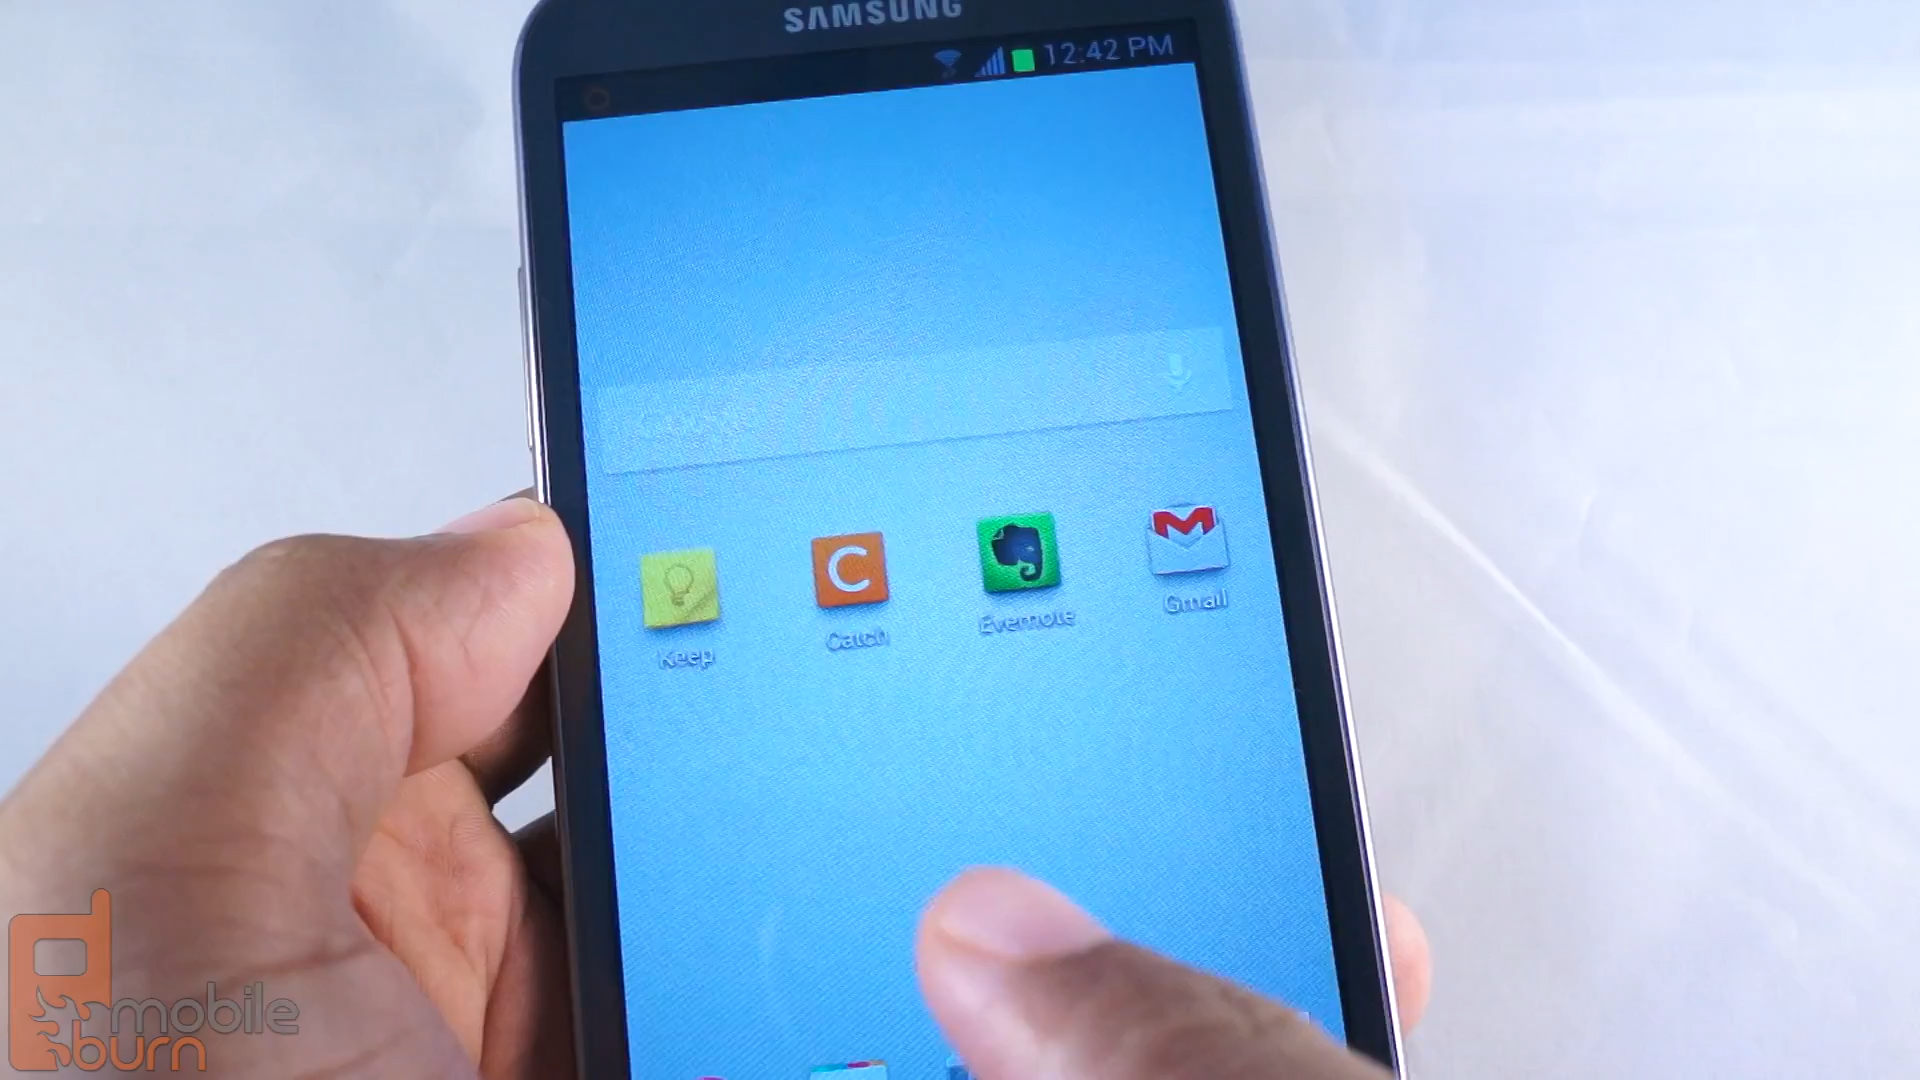 SAMSUNG
12:42 PM
Keep
C
Catch
Evernote
Gmail
mobile
burn